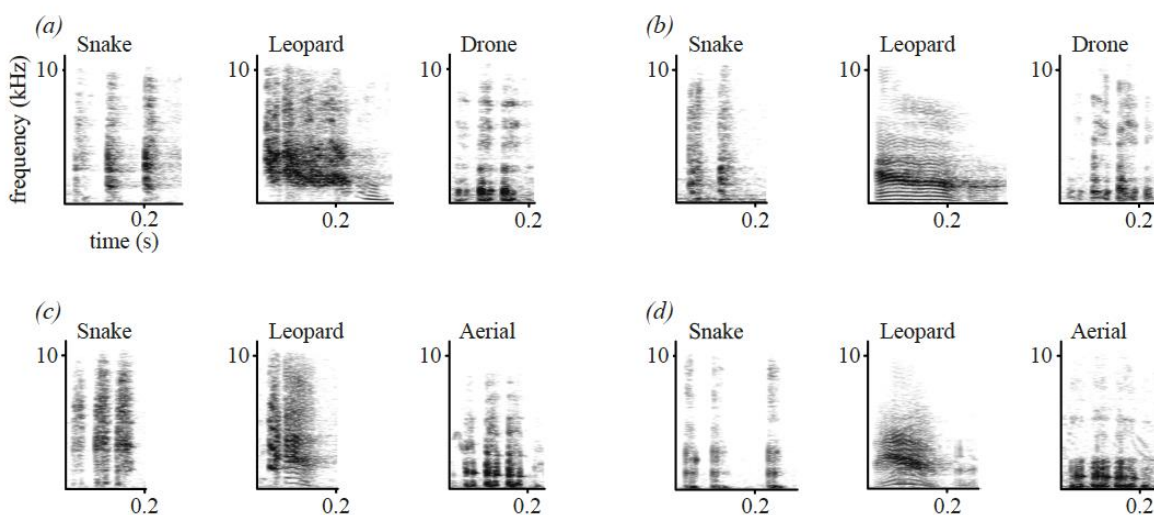 (a) (b)
Snake Leopard Drone Snake Leopard Drone
10 10 10 10 10 10
frequency (kHz)
0.2 0.2 0.2 0.2 0.2 0.2
time (s)
(c) (d)
Snake Leopard Aerial Snake Leopard Aerial
10 10 10 10 10 10
0.2 0.2 0.2 0.2 0.2 0.2